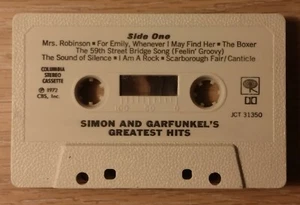 Side One
Mrs. Robinson • For Emily, Whenever I May Find Her • The Boxer
The 59th Street Bridge Song (Feelin' Groovy)
The Sound of Silence • I Am A Rock • Scarborough Fair/Canticle
COLUMBIA
STEREO
CASSETTE
℗ 1972
CBS, Inc.
SIMON AND GARFUNKEL'S
GREATEST HITS
JCT 31350